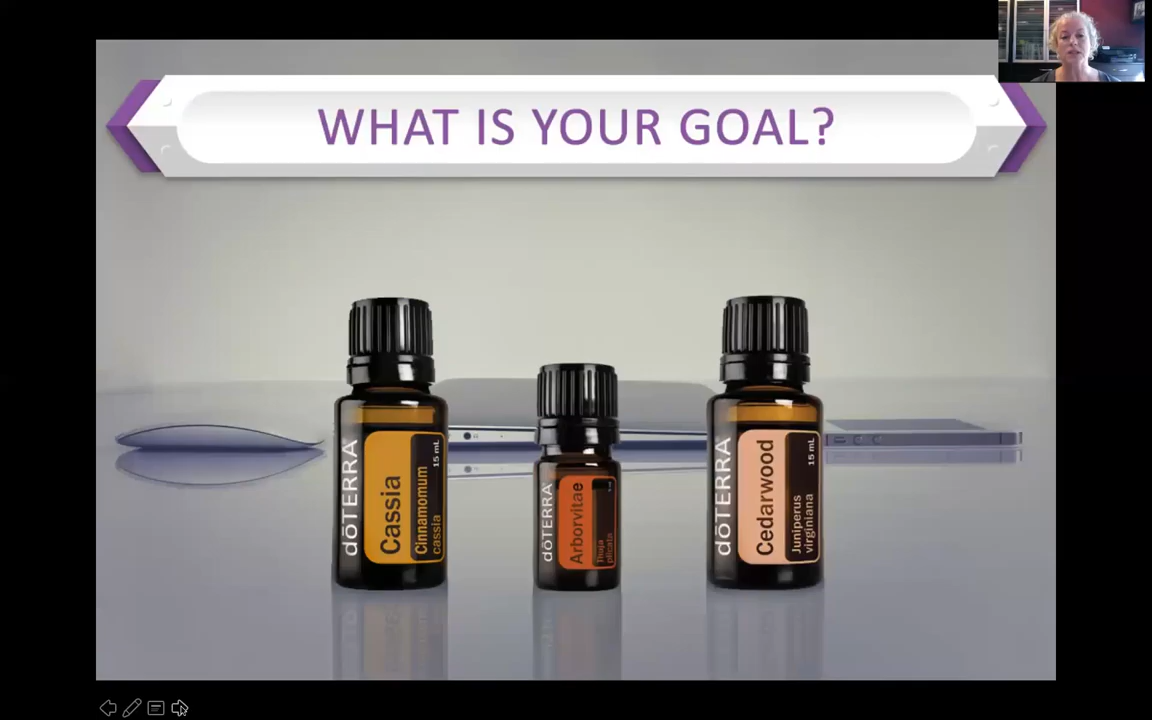 WHAT IS YOUR GOAL?
dōTERRA
Cassia
Cinnamomum
cassia
15 mL
dōTERRA
Arborvitae
Thuja
plicata
dōTERRA
Cedarwood
Juniperus
virginiana
15 mL